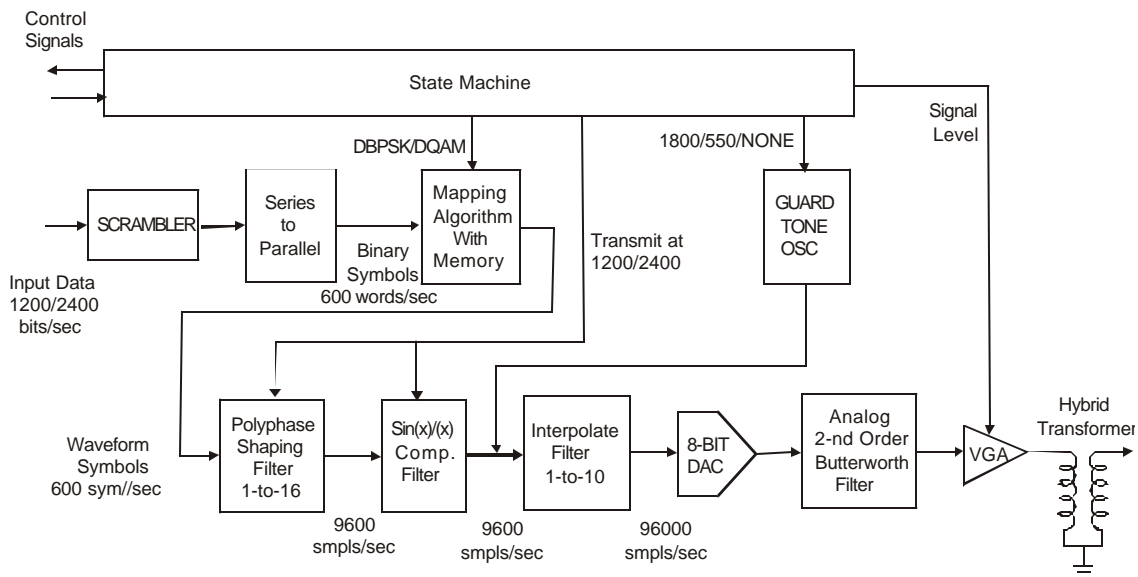 Control
Signals
State Machine
Signal
Level
DBPSK/DQAM
1800/550/NONE
SCRAMBLER
Series
to
Parallel
Mapping
Algorithm
With
Memory
GUARD
TONE
OSC
Transmit at
1200/2400
Binary
Symbols
600 words/sec
Input Data
1200/2400
bits/sec
Waveform
Symbols
600 sym//sec
Polyphase
Shaping
Filter
1-to-16
Sin(x)/(x)
Comp.
Filter
Interpolate
Filter
1-to-10
8-BIT
DAC
Analog
2-nd Order
Butterworth
Filter
VGA
Hybrid
Transformer
9600
smpls/sec
9600
smpls/sec
96000
smpls/sec